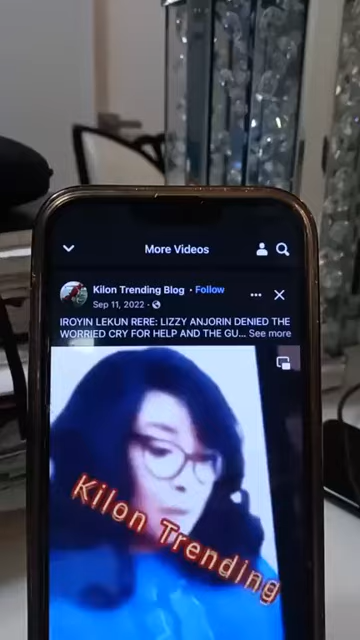 More Videos
Kilon Trending Blog · Follow
Sep 11, 2022 ·
IROYIN LEKUN RERE: LIZZY ANJORIN DENIED THE
WORRIED CRY FOR HELP AND THE GU... See more
Kilon Trending